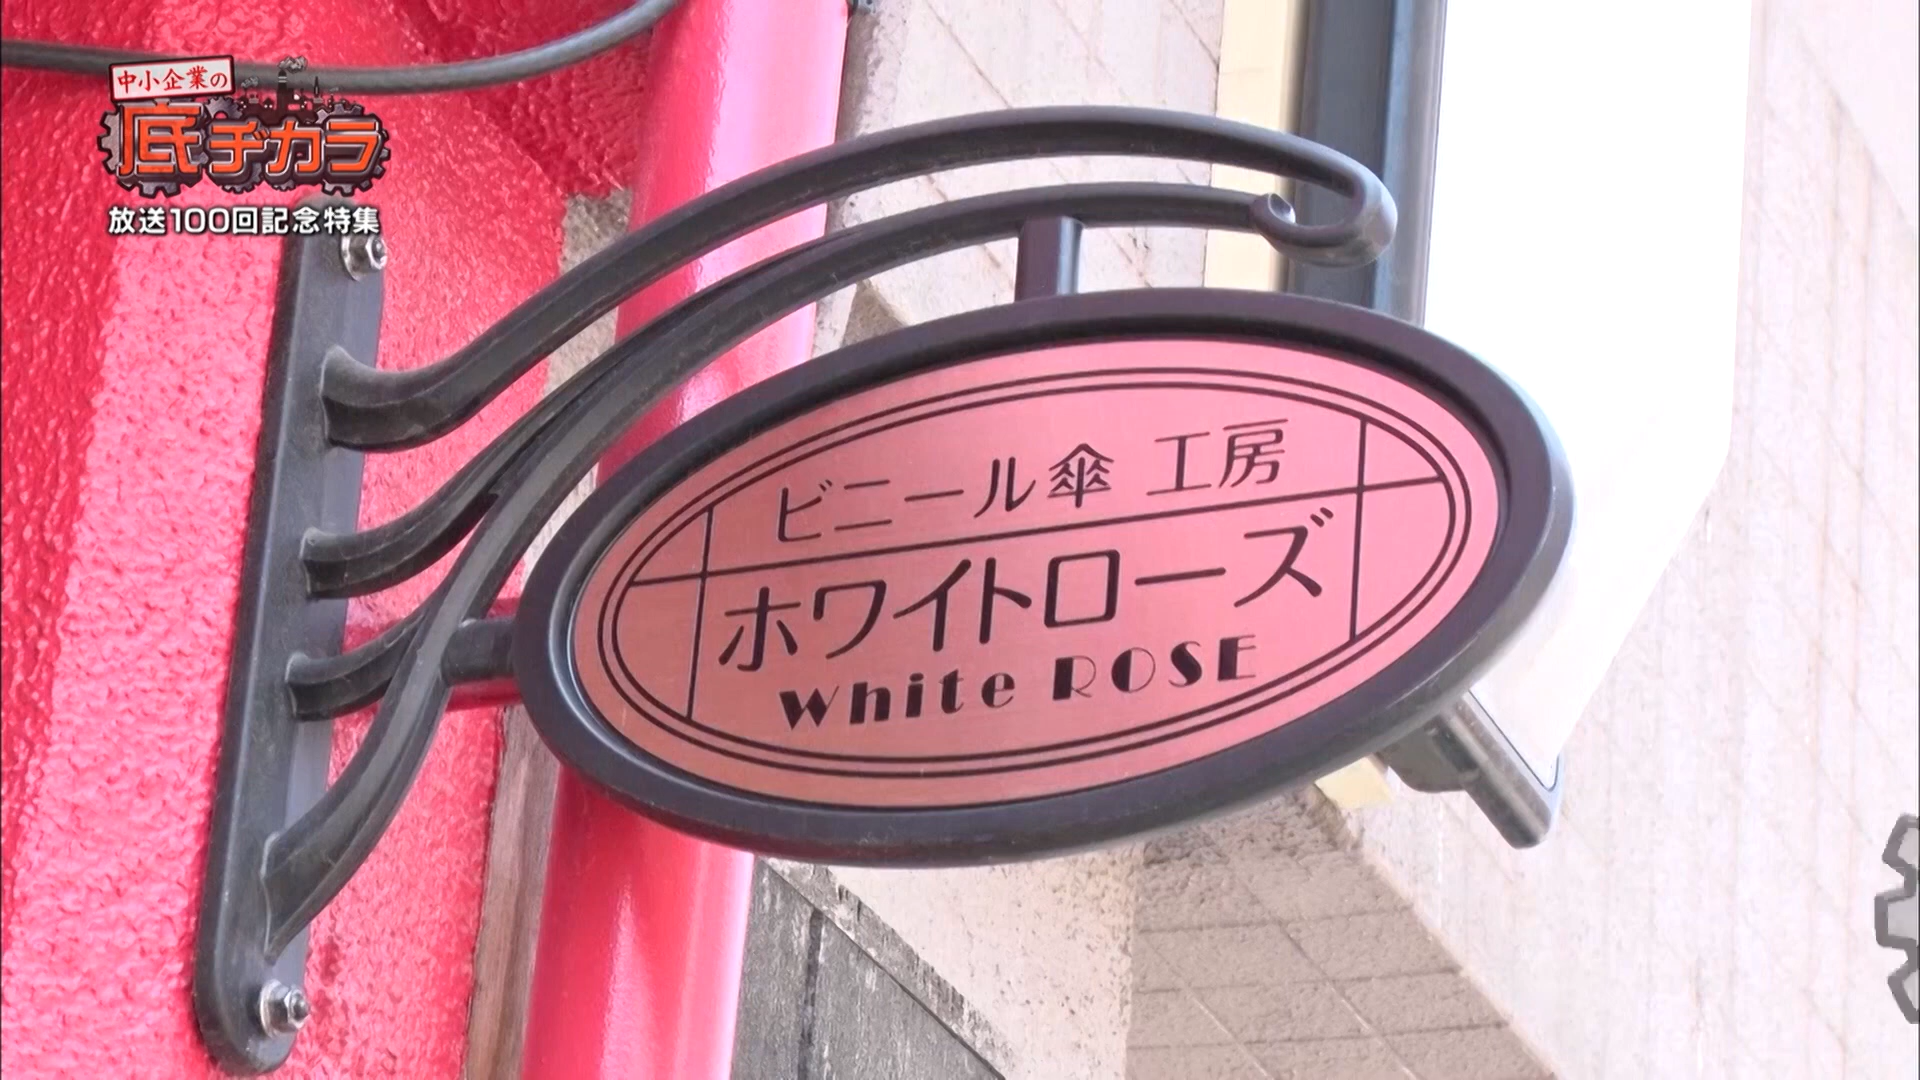 中小企業の
底ヂカラ
放送100回記念特集
ビニール傘 工房
ホワイトローズ
White ROSE